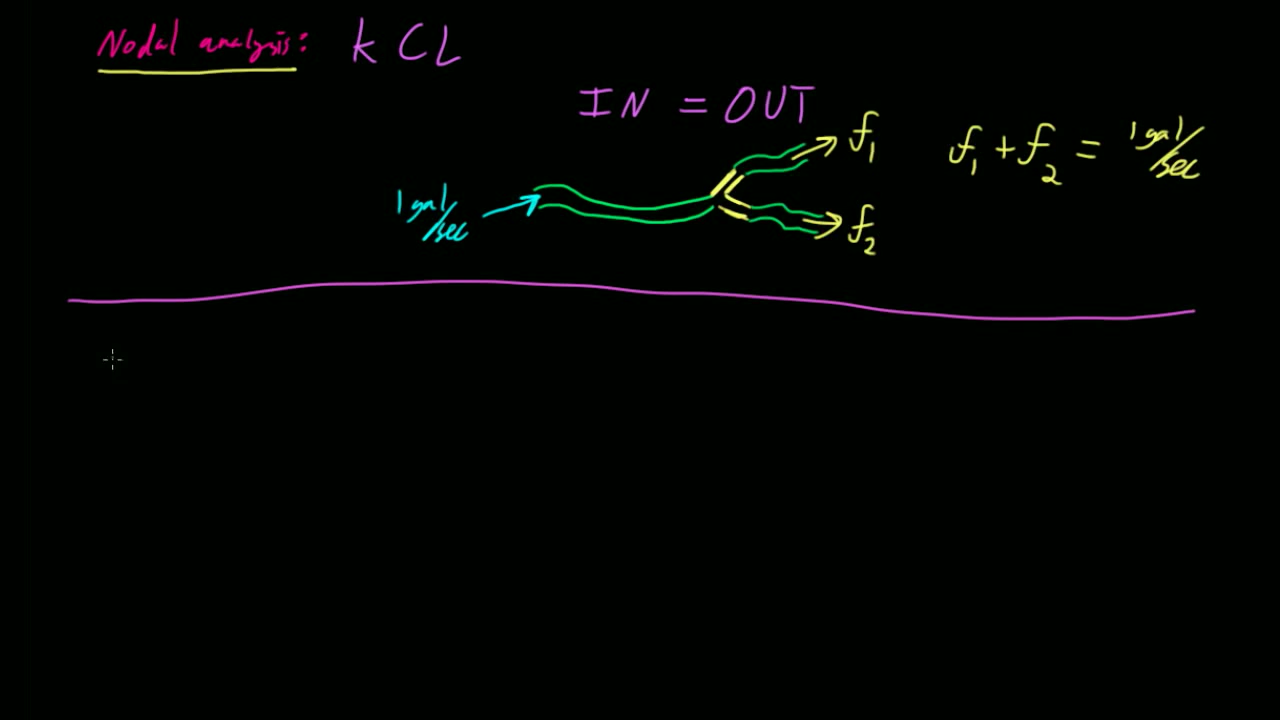 Nodal analysis: kCL
IN = OUT
f1
f1 + f2 = 1 gal/sec
1 gal/sec
f2